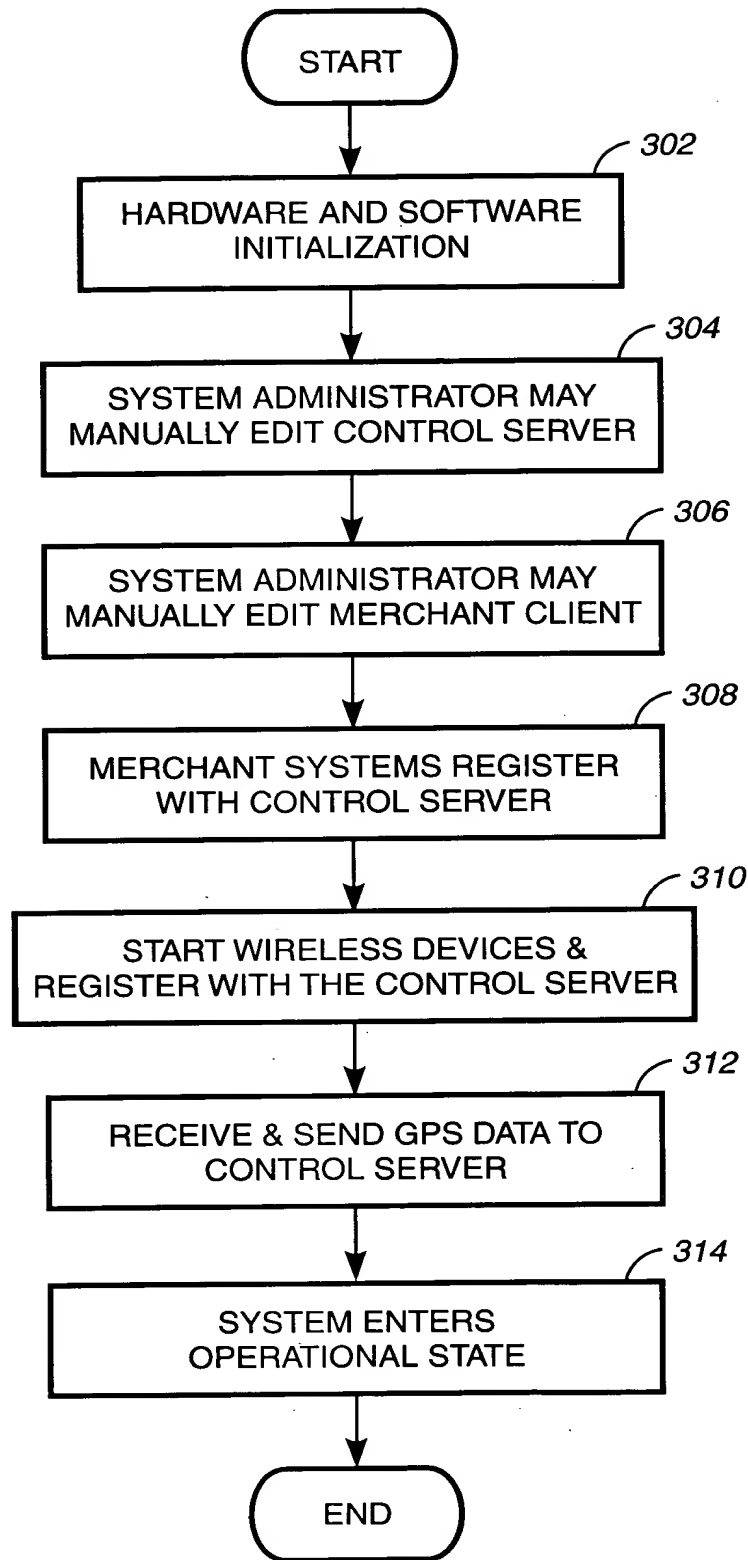 START
302
HARDWARE AND SOFTWARE
INITIALIZATION
304
SYSTEM ADMINISTRATOR MAY
MANUALLY EDIT CONTROL SERVER
306
SYSTEM ADMINISTRATOR MAY
MANUALLY EDIT MERCHANT CLIENT
308
MERCHANT SYSTEMS REGISTER
WITH CONTROL SERVER
310
START WIRELESS DEVICES &
REGISTER WITH THE CONTROL SERVER
312
RECEIVE & SEND GPS DATA TO
CONTROL SERVER
314
SYSTEM ENTERS
OPERATIONAL STATE
END